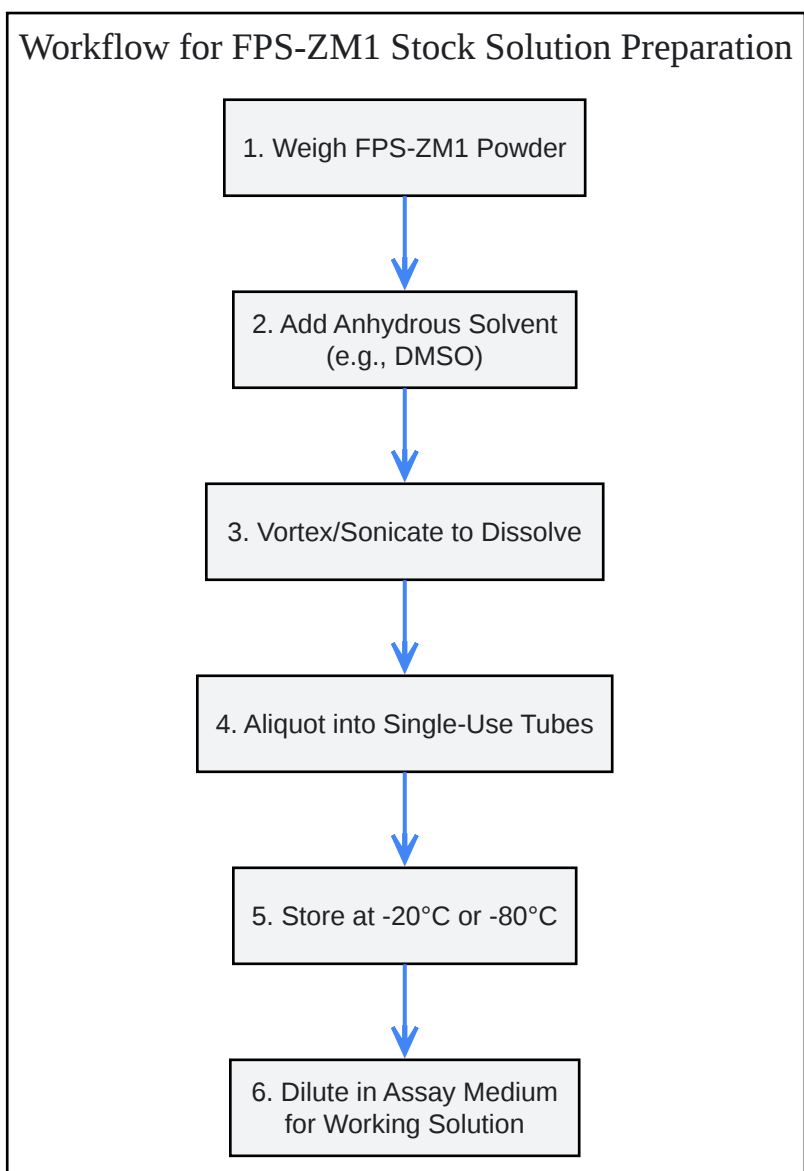 Workflow for FPS-ZM1 Stock Solution Preparation
1. Weigh FPS-ZM1 Powder
2. Add Anhydrous Solvent
(e.g., DMSO)
3. Vortex/Sonicate to Dissolve
4. Aliquot into Single-Use Tubes
5. Store at -20°C or -80°C
6. Dilute in Assay Medium
for Working Solution